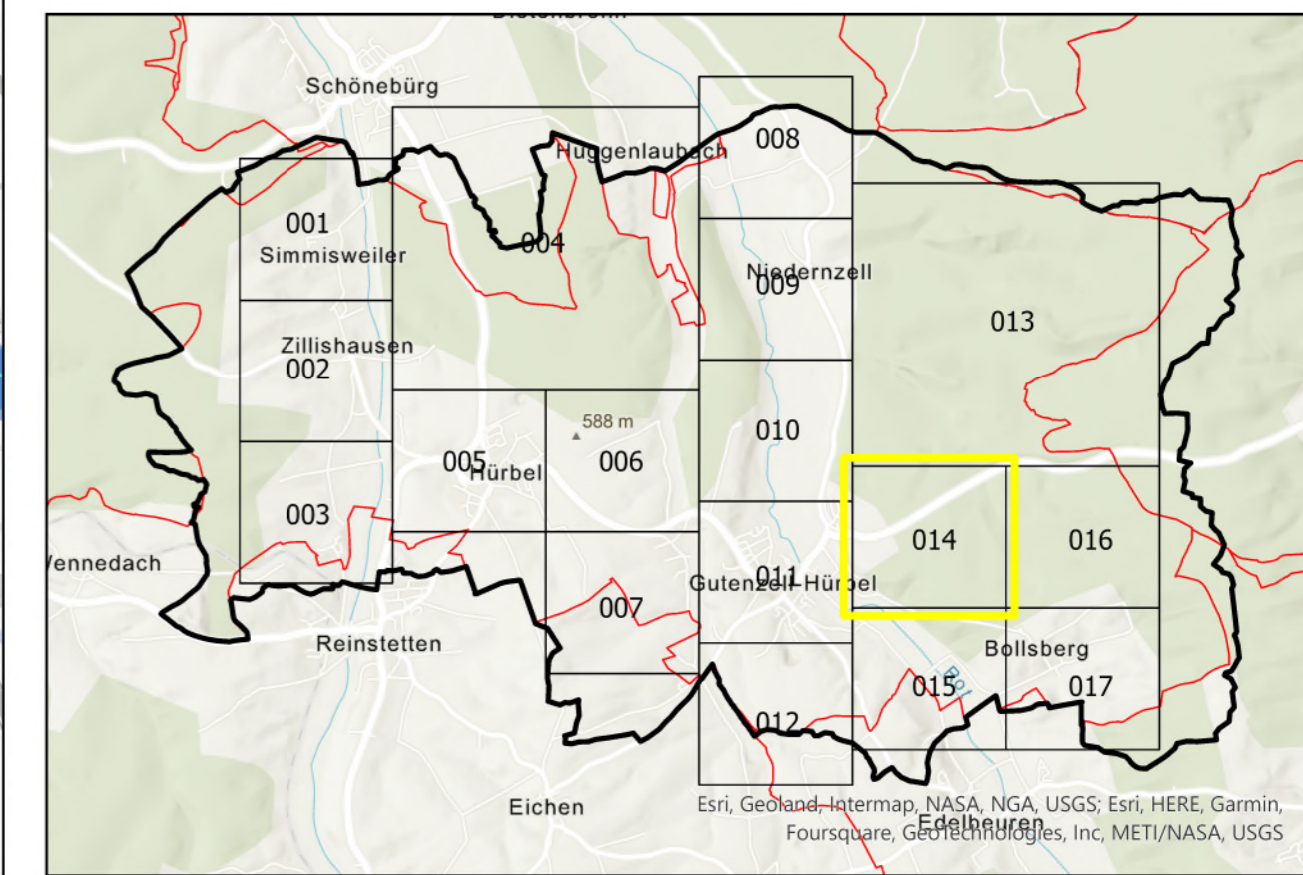 Schönebürg
Huggenlaubach
008
001
Simmisweiler
004
Niedernzell
009
013
Zillishausen
002
588 m
010
005
Hürbel
006
003
014
016
Wennedach
Gutenzell-Hürbel
011
007
Reinstetten
Bollsberg
Rot
015
017
012
Eichen
Esri, Geoland, Intermap, NASA, NGA, USGS; Esri, HERE, Garmin,
Edelbeuren
Foursquare, GeoTechnologies, Inc, METI/NASA, USGS